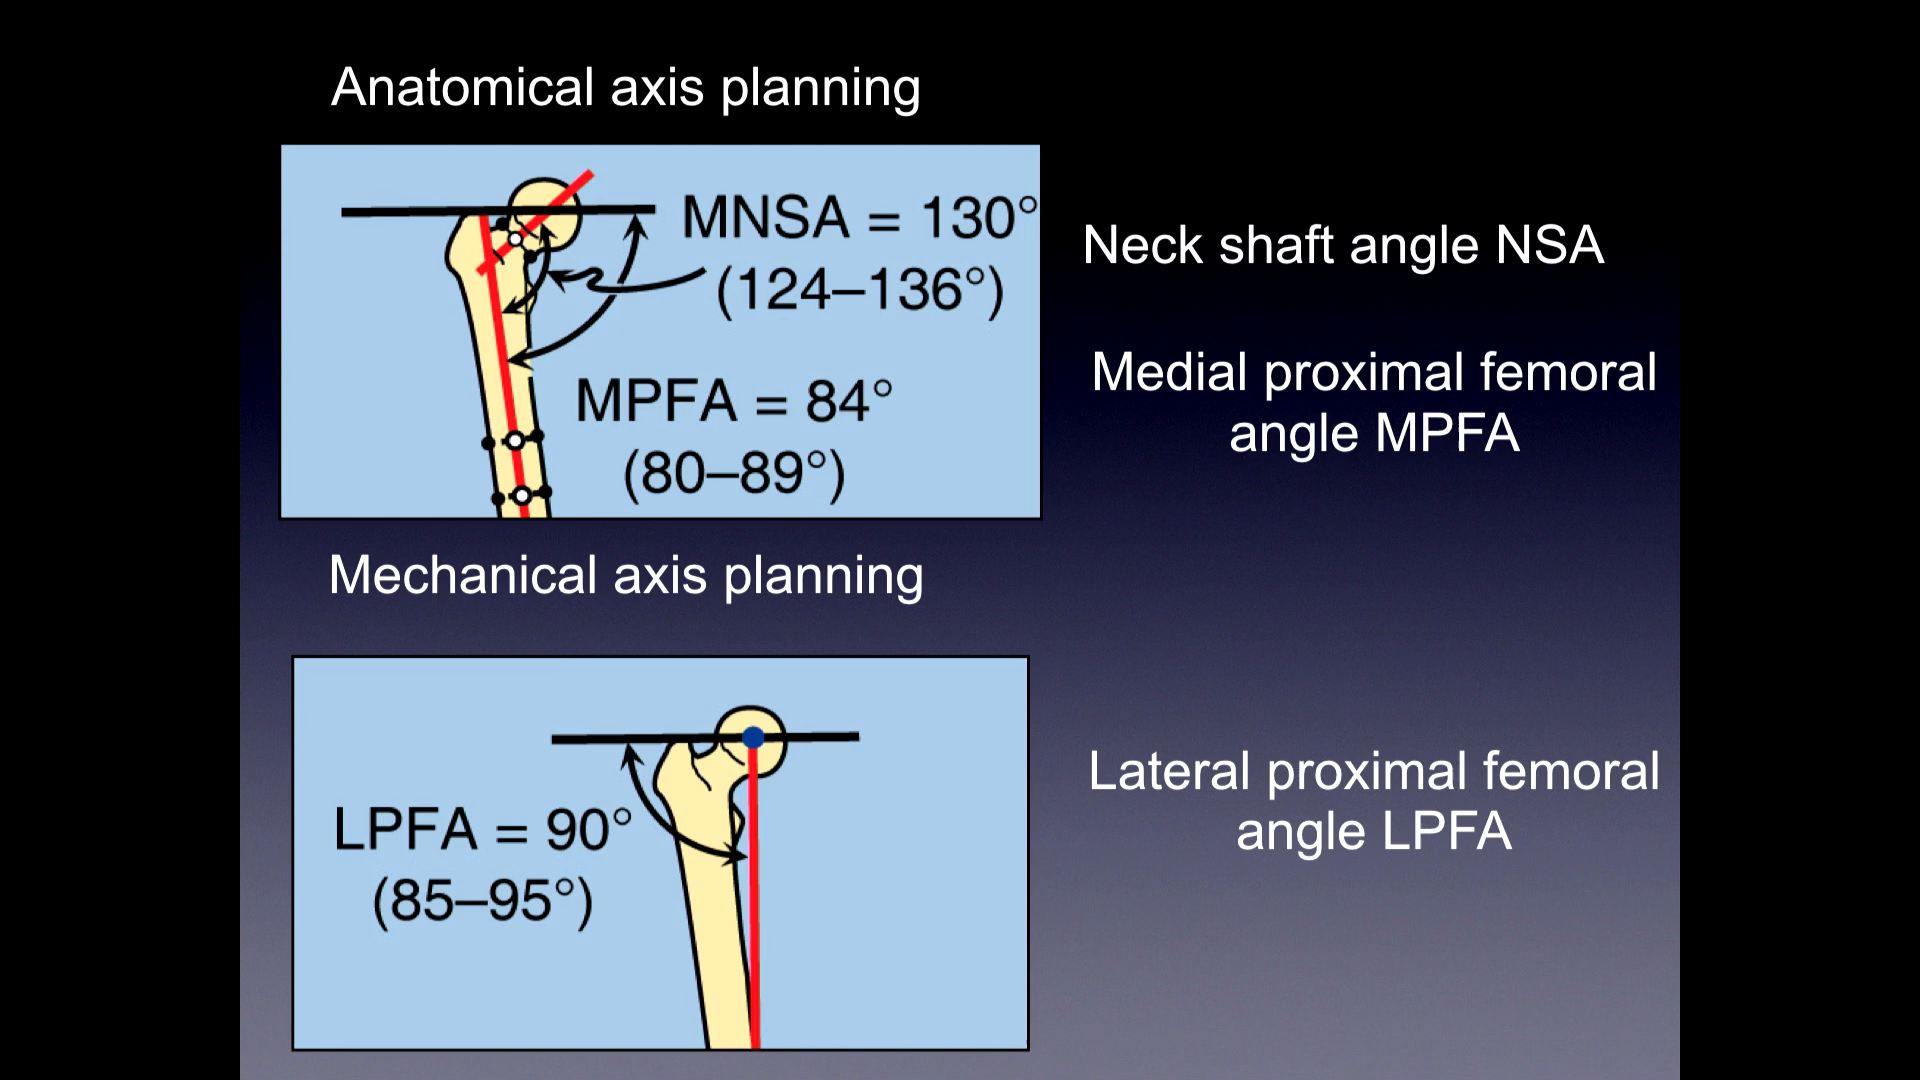 Anatomical axis planning
MNSA = 130°
(124–136°)
MPFA = 84°
(80–89°)
Neck shaft angle NSA
Medial proximal femoral
angle MPFA
Mechanical axis planning
LPFA = 90°
(85–95°)
Lateral proximal femoral
angle LPFA